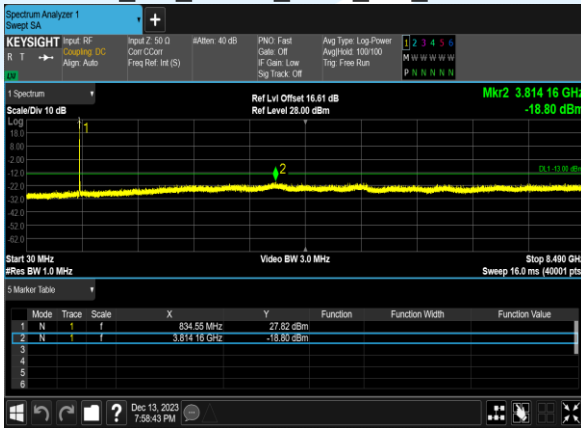 Spectrum Analyzer 1
Swept SA
+
KEYSIGHT Input: RF Input Z: 50 Ω #Atten: 40 dB PNO: Fast Avg Type: Log-Power 1 2 3 4 5 6
R T Coupling: DC Corr CCorr Gate: Off Avg|Hold: 100/100 M W W W W W
Align: Auto Freq Ref: Int (S) IF Gain: Low Trig: Free Run
Sig Track: Off P N N N N N
1 Spectrum Ref Lvl Offset 16.61 dB Mkr2 3.814 16 GHz
Scale/Div 10 dB Ref Level 28.00 dBm -18.80 dBm
Log
18.0
8.00
-2.00
-12.0
-22.0
-32.0
-42.0
-52.0
-62.0
1
2
DL1 -13.00 dBm
Start 30 MHz Video BW 3.0 MHz Stop 8.490 GHz
#Res BW 1.0 MHz Sweep 16.0 ms (40001 pts)
5 Marker Table
Mode Trace Scale X Y Function Function Width Function Value
1 N 1 f 834.55 MHz 27.82 dBm
2 N 1 f 3.814 16 GHz -18.80 dBm
3
4
5
6
? Dec 13, 2023
7:58:43 PM